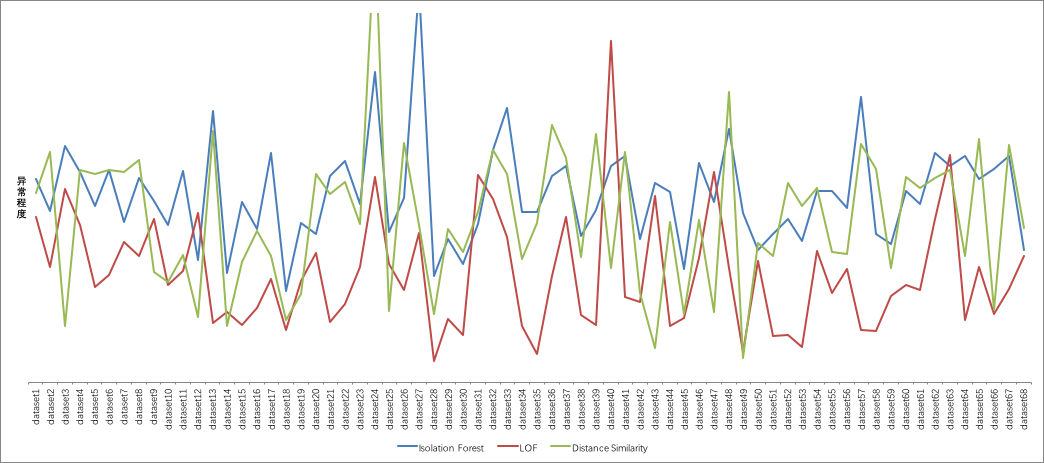 异常程度
dataset1
dataset2
dataset3
dataset4
dataset5
dataset6
dataset7
dataset8
dataset9
dataset10
dataset11
dataset12
dataset13
dataset14
dataset15
dataset16
dataset17
dataset18
dataset19
dataset20
dataset21
dataset22
dataset23
dataset24
dataset25
dataset26
dataset27
dataset28
dataset29
dataset30
dataset31
dataset32
dataset33
dataset34
dataset35
dataset36
dataset37
dataset38
dataset39
dataset40
dataset41
dataset42
dataset43
dataset44
dataset45
dataset46
dataset47
dataset48
dataset49
dataset50
dataset51
dataset52
dataset53
dataset54
dataset55
dataset56
dataset57
dataset58
dataset59
dataset60
dataset61
dataset62
dataset63
dataset64
dataset65
dataset66
dataset67
dataset68
Isolation Forest
LOF
Distance Similarity